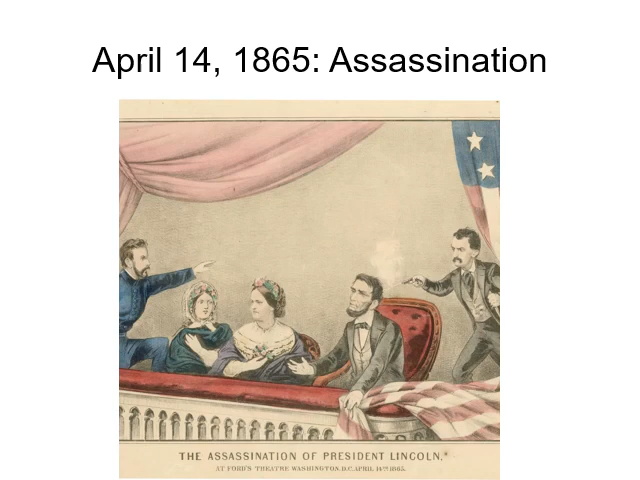 April 14, 1865: Assassination
THE ASSASSINATION OF PRESIDENT LINCOLN,
AT FORD'S THEATRE WASHINGTON.D.C.APRIL 14TH 1865.